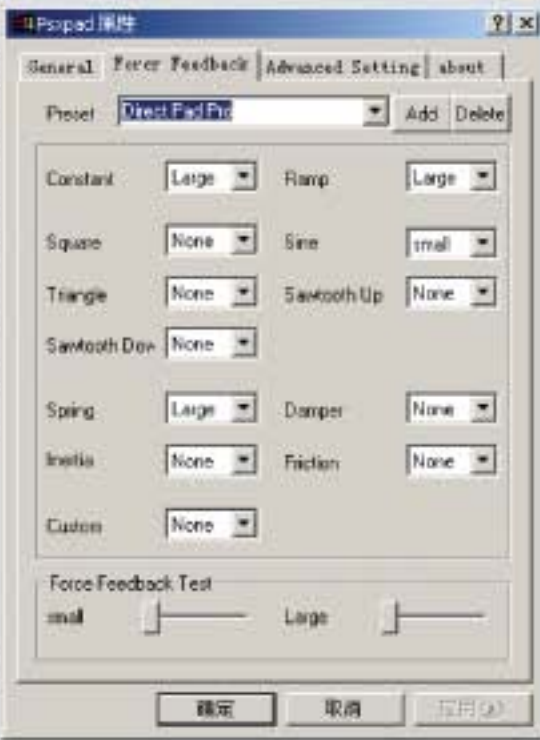 Psxpad 属性
General Force Feedback Advanced Setting about
Preset Direct Pad Pro Add Delete
Constant Large Ramp Large
Square None Sine small
Triangle None Sawtooth Up None
Sawtooth Dow None
Spring Large Damper None
Inertia None Friction None
Custom None
Force Feedback Test
small Large
確定 取消 应用(A)